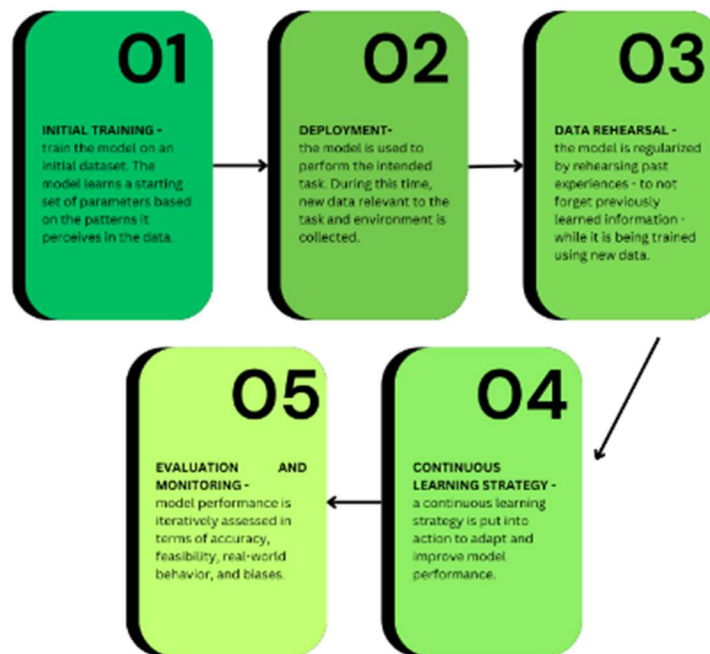 01
INITIAL TRAINING -
train the model on an
initial dataset. The
model learns a starting
set of parameters based
on the patterns it
perceives in the data.
02
DEPLOYMENT-
the model is used to
perform the intended
task. During this time,
new data relevant to the
task and environment is
collected.
03
DATA REHEARSAL -
the model is regularized
by rehearsing past
experiences - to not
forget previously
learned information -
while it is being trained
using new data.
04
CONTINUOUS
LEARNING STRATEGY -
a continuous learning
strategy is put into
action to adapt and
improve model
performance.
05
EVALUATION AND
MONITORING -
model performance is
iteratively assessed in
terms of accuracy,
feasibility, real-world
behavior, and biases.